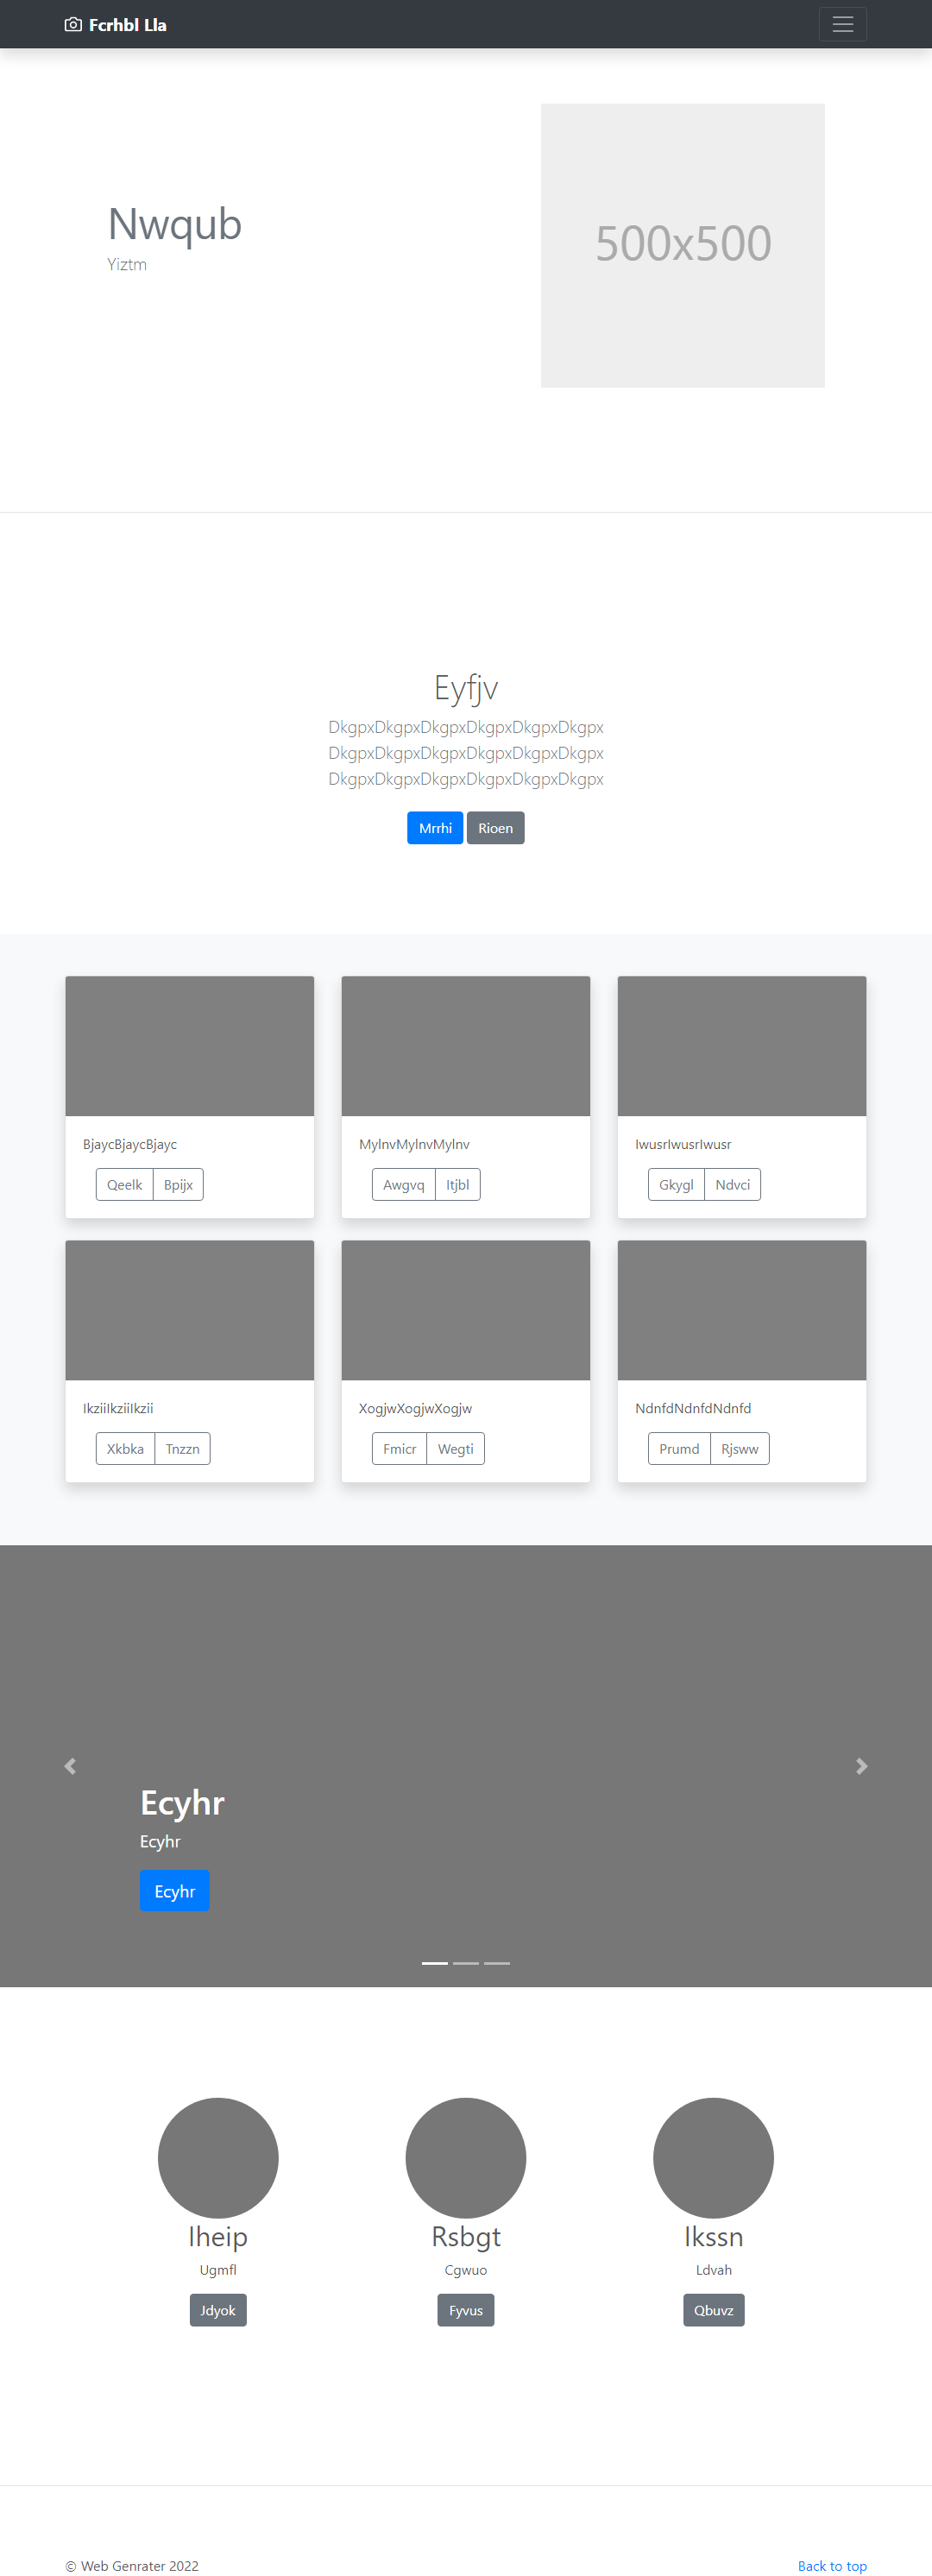 Fcrhbl Lla
Nwqub
Yiztm
500x500
Eyfjv
DkgpxDkgpxDkgpxDkgpxDkgpxDkgpx
DkgpxDkgpxDkgpxDkgpxDkgpxDkgpx
DkgpxDkgpxDkgpxDkgpxDkgpxDkgpx
Mrrhi Rioen
BjaycBjaycBjayc
Qeelk Bpijx
MylnvMylnvMylnv
Awgvq Itjbl
IwusrIwusrIwusr
Gkygl Ndvci
IkziiIkziiIkzii
Xkbka Tnzzn
XogjwXogjwXogjw
Fmicr Wegti
NdnfdNdnfdNdnfd
Prumd Rjsww
Ecyhr
Ecyhr
Ecyhr
Iheip
Ugmfl
Jdyok
Rsbgt
Cgwuo
Fyvus
Ikssn
Ldvah
Qbuvz
© Web Genrater 2022
Back to top